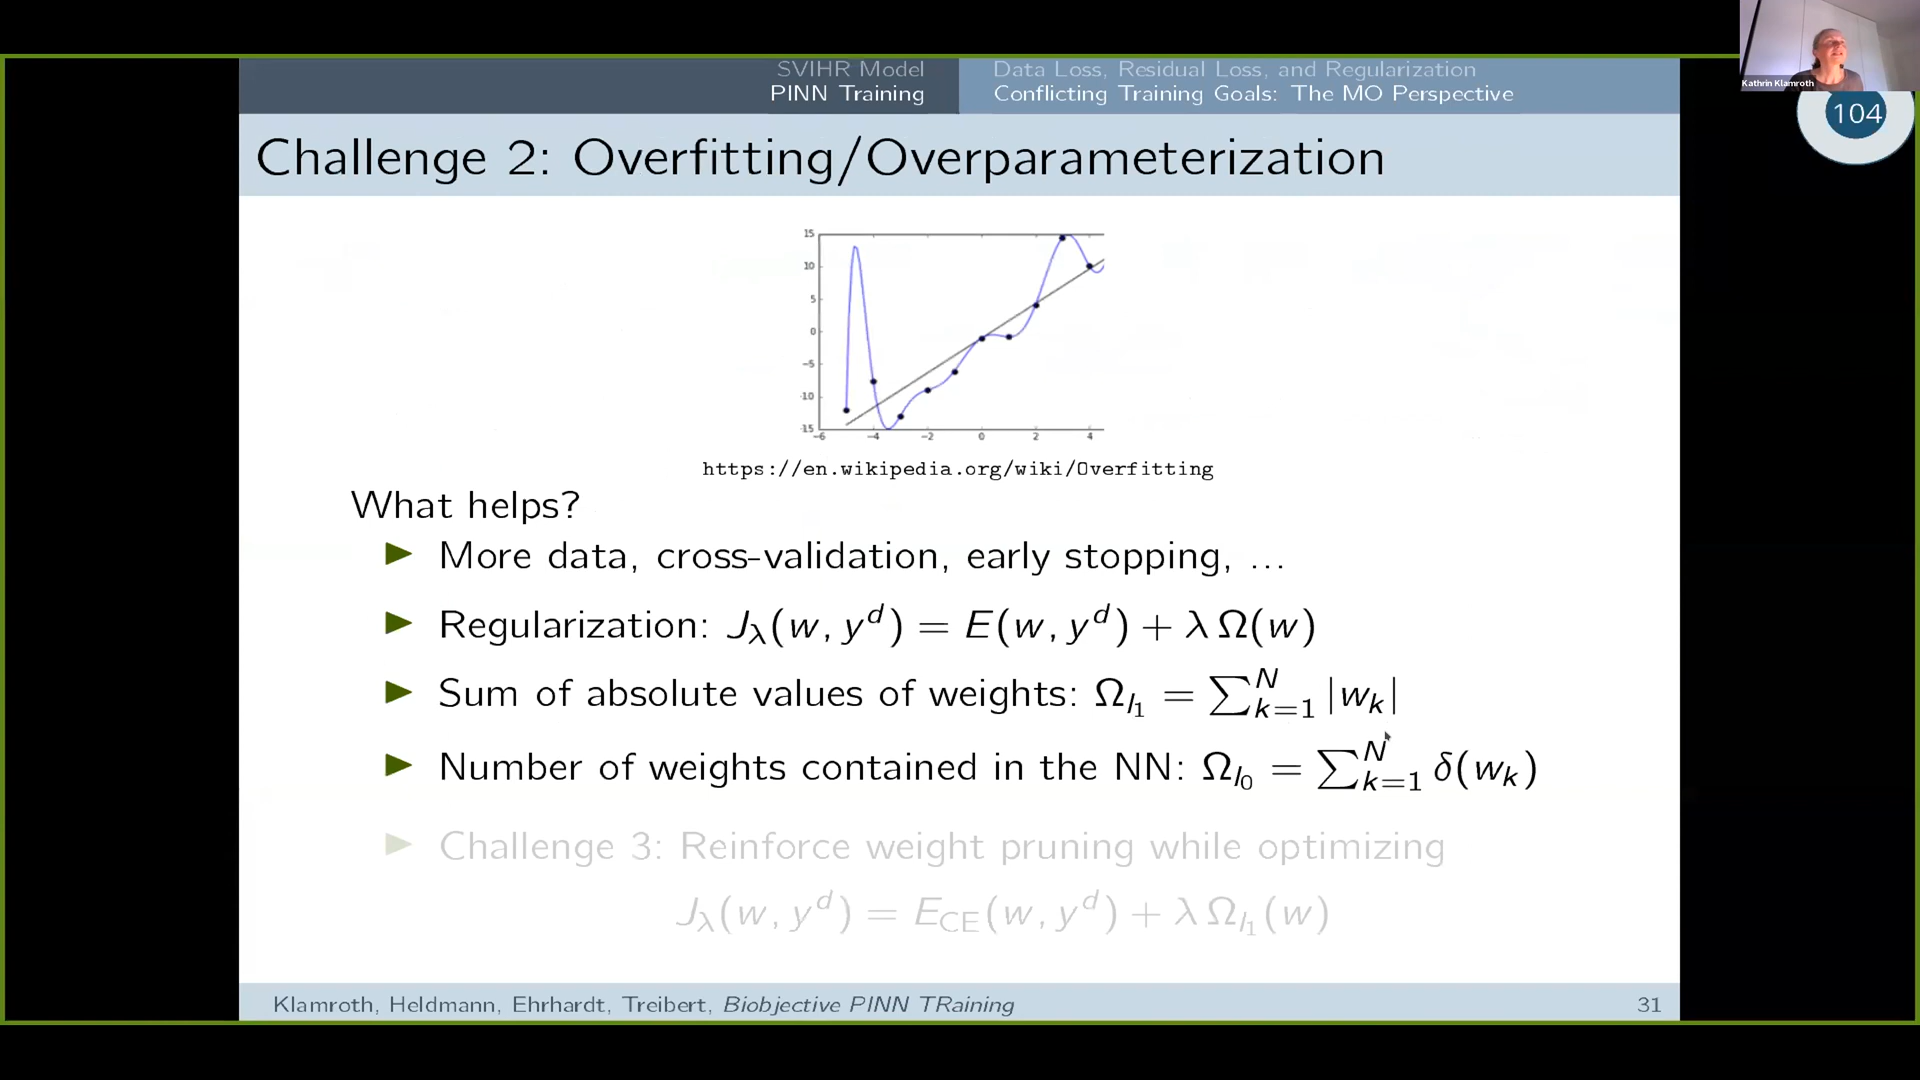 SVIHR Model
PINN Training
Data Loss, Residual Loss, and Regularization
Conflicting Training Goals: The MO Perspective
Kathrin Klamroth
104
Challenge 2: Overfitting/Overparameterization
15
10
5
0
−5
-10
15
−6 −4 −2 0 2 4
https://en.wikipedia.org/wiki/Overfitting
What helps?
More data, cross-validation, early stopping, ...
Regularization: J_λ(w, y^d) = E(w, y^d) + λ Ω(w)
Sum of absolute values of weights: Ω_{l_1} = ∑_{k=1}^{N} |w_k|
Number of weights contained in the NN: Ω_{l_0} = ∑_{k=1}^{N} δ(w_k)
Challenge 3: Reinforce weight pruning while optimizing
J_λ(w, y^d) = E_{CE}(w, y^d) + λ Ω_{l_1}(w)
Klamroth, Heldmann, Ehrhardt, Treibert, Biobjective PINN TRaining
31